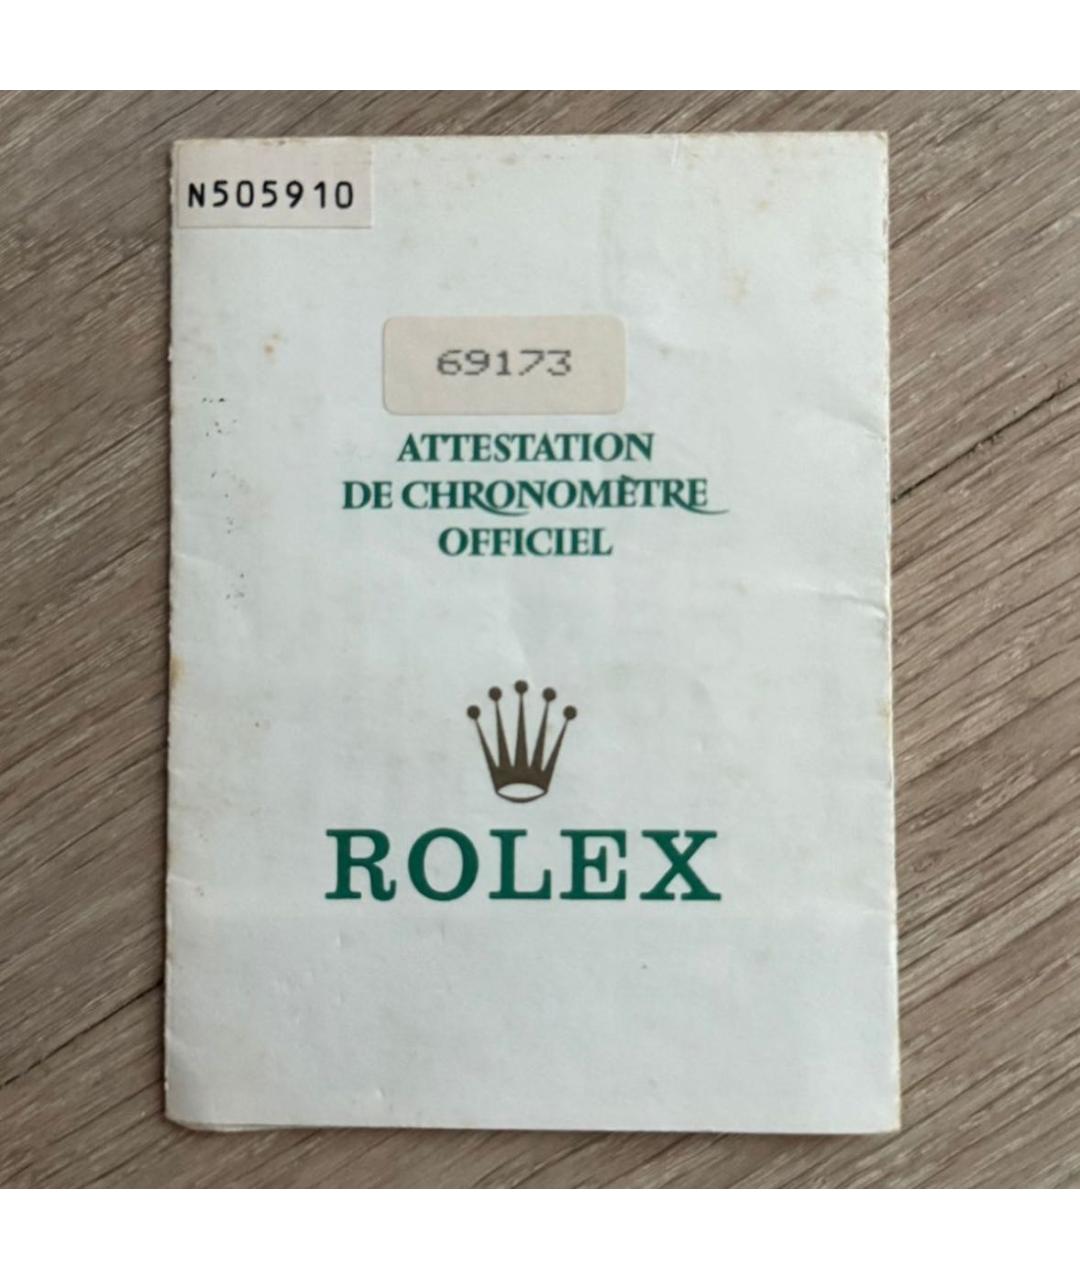 N505910
69173
ATTESTATION
DE CHRONOMÈTRE
OFFICIEL
ROLEX